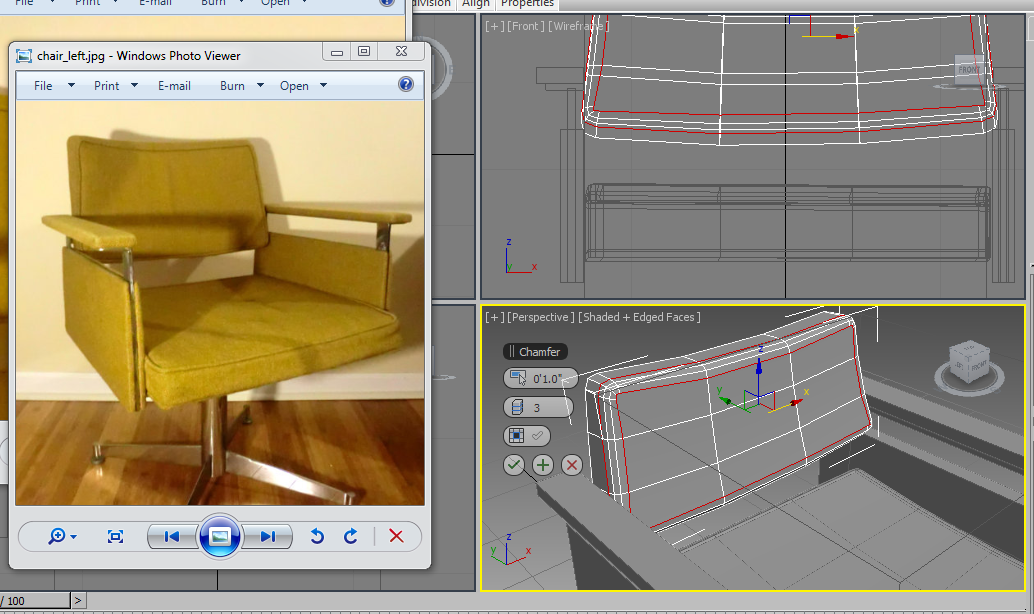 File Print E-mail Burn Open
division Align Properties
chair_left.jpg - Windows Photo Viewer
File Print E-mail Burn Open
[+] [Front] [Wireframe]
FRONT
x
z
y x
[+] [Perspective] [Shaded + Edged Faces]
Chamfer
0'1.0"
3
z
y
x
FRONT
z
y x
/ 100 >